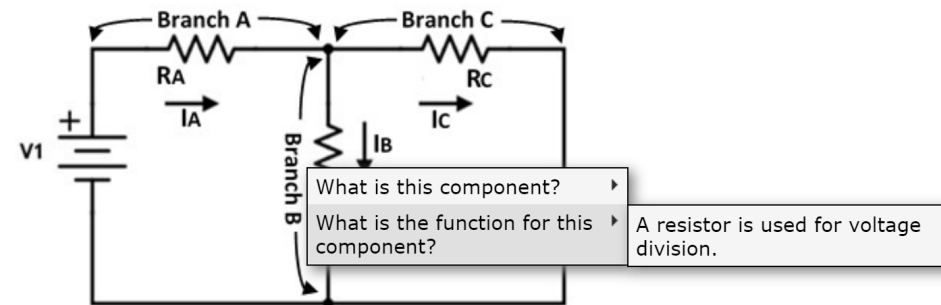 Branch A
Branch C
RA
RC
IA
IC
+
V1
Branch B
IB
What is this component?
What is the function for this
component?
A resistor is used for voltage
division.